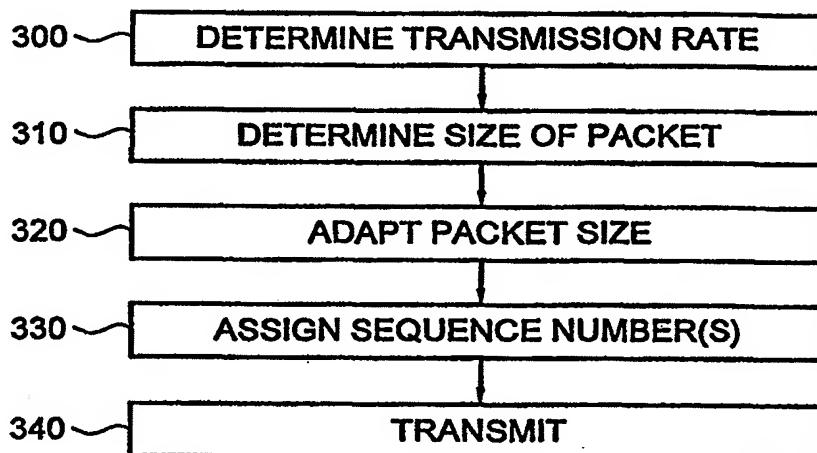 300 DETERMINE TRANSMISSION RATE
310 DETERMINE SIZE OF PACKET
320 ADAPT PACKET SIZE
330 ASSIGN SEQUENCE NUMBER(S)
340 TRANSMIT